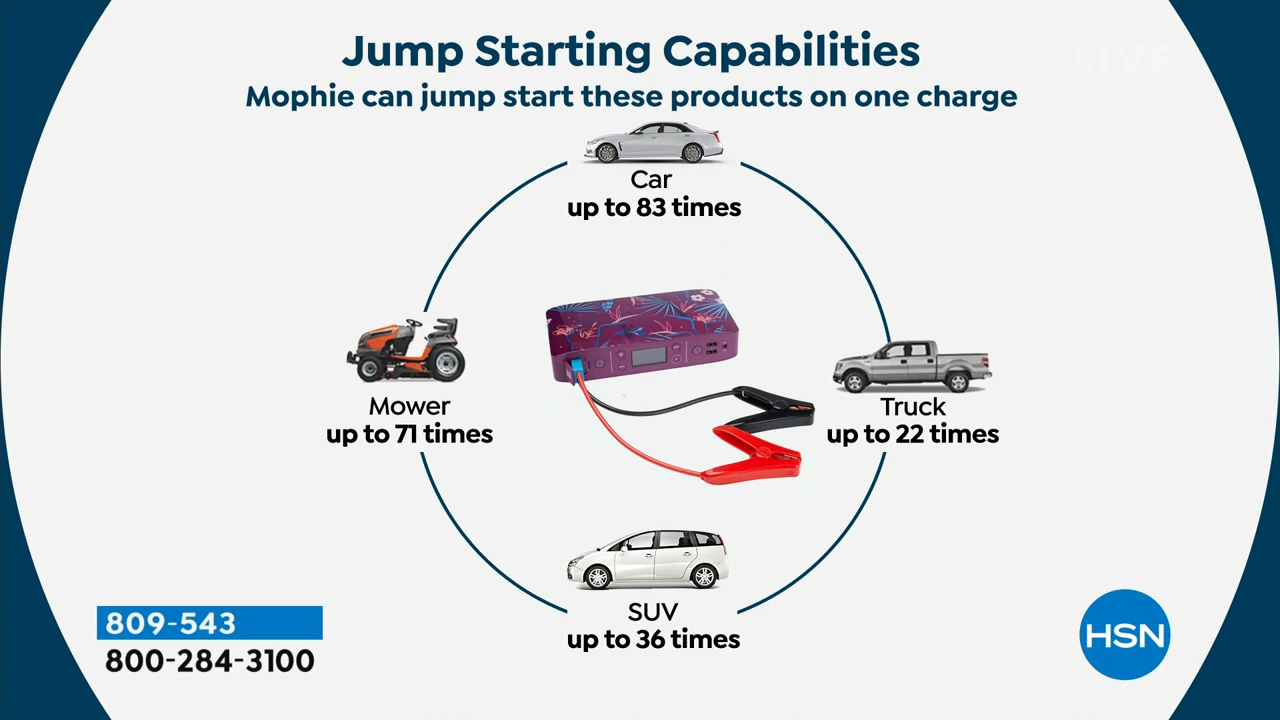 Jump Starting Capabilities
LIVE
Mophie can jump start these products on one charge
Car
up to 83 times
Mower
up to 71 times
Truck
up to 22 times
SUV
up to 36 times
809-543
800-284-3100
HSN